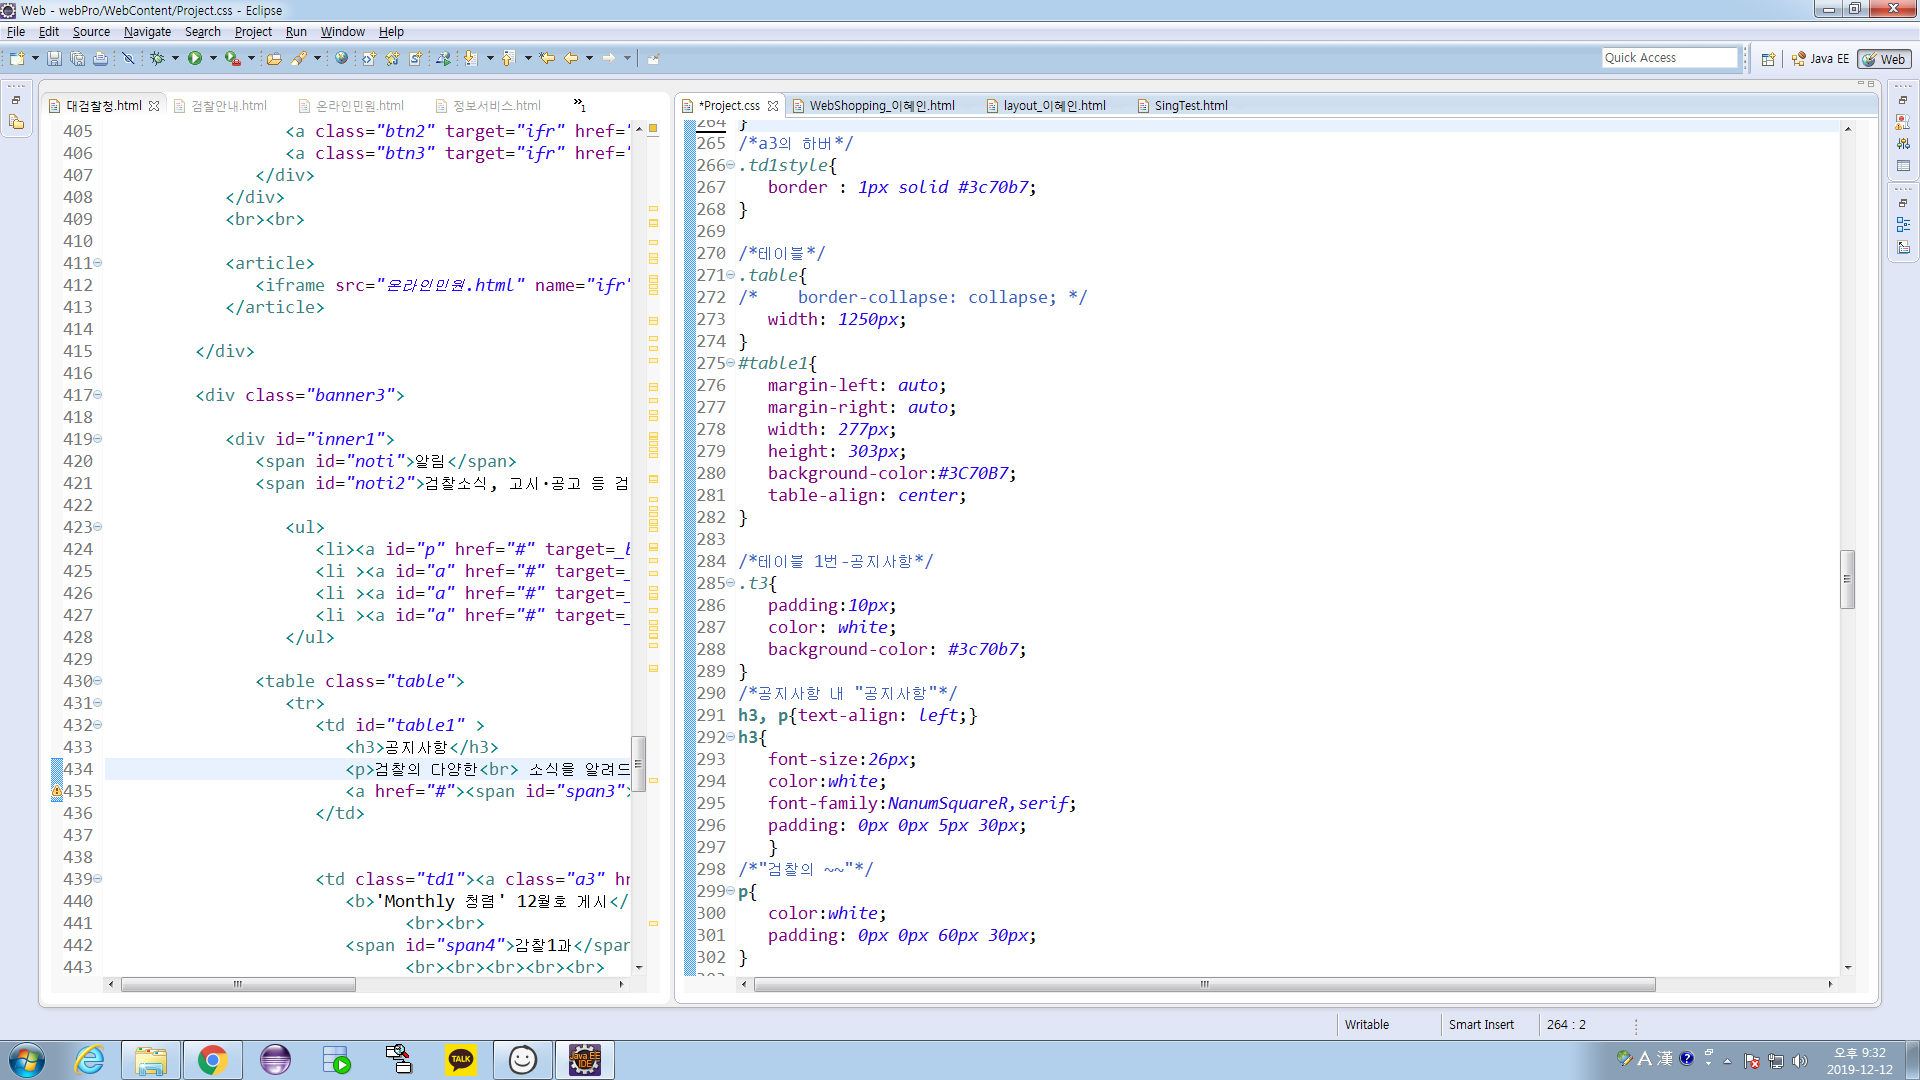 Web - webPro/WebContent/Project.css - Eclipse
File Edit Source Navigate Search Project Run Window Help
Quick Access
Java EE
Web
대검찰청.html
검찰안내.html
온라인민원.html
정보서비스.html
»1
405 <a class="btn2" target="ifr" href="
406 <a class="btn3" target="ifr" href="
407 </div>
408 </div>
409 <br><br>
410
411 <article>
412 <iframe src="온라인민원.html" name="ifr"
413 </article>
414
415 </div>
416
417 <div class="banner3">
418
419 <div id="inner1">
420 <span id="noti">알림</span>
421 <span id="noti2">검찰소식, 고시·공고 등 검
422
423 <ul>
424 <li><a id="p" href="#" target=_b
425 <li ><a id="a" href="#" target=_
426 <li ><a id="a" href="#" target=_
427 <li ><a id="a" href="#" target=_
428 </ul>
429
430 <table class="table">
431 <tr>
432 <td id="table1" >
433 <h3>공지사항</h3>
434 <p>검찰의 다양한<br> 소식을 알려드
435 <a href="#"><span id="span3">
436 </td>
437
438
439 <td class="td1"><a class="a3" hr
440 <b>'Monthly 청렴' 12월호 게시</
441 <br><br>
442 <span id="span4">감찰1과</span
443 <br><br><br><br><br>
*Project.css
WebShopping_이혜인.html
layout_이혜인.html
SingTest.html
264 }
265 /*a3의 하버*/
266 .td1style{
267 border : 1px solid #3c70b7;
268 }
269
270 /*테이블*/
271 .table{
272 /* border-collapse: collapse; */
273 width: 1250px;
274 }
275 #table1{
276 margin-left: auto;
277 margin-right: auto;
278 width: 277px;
279 height: 303px;
280 background-color:#3C70B7;
281 table-align: center;
282 }
283
284 /*테이블 1번-공지사항*/
285 .t3{
286 padding:10px;
287 color: white;
288 background-color: #3c70b7;
289 }
290 /*공지사항 내 "공지사항"*/
291 h3, p{text-align: left;}
292 h3{
293 font-size:26px;
294 color:white;
295 font-family:NanumSquareR,serif;
296 padding: 0px 0px 5px 30px;
297 }
298 /*"검찰의 ~~"*/
299 p{
300 color:white;
301 padding: 0px 0px 60px 30px;
302 }
Writable
Smart Insert
264 : 2
TALK
Java EE
IDE
A 漢
오후 9:32
2019-12-12